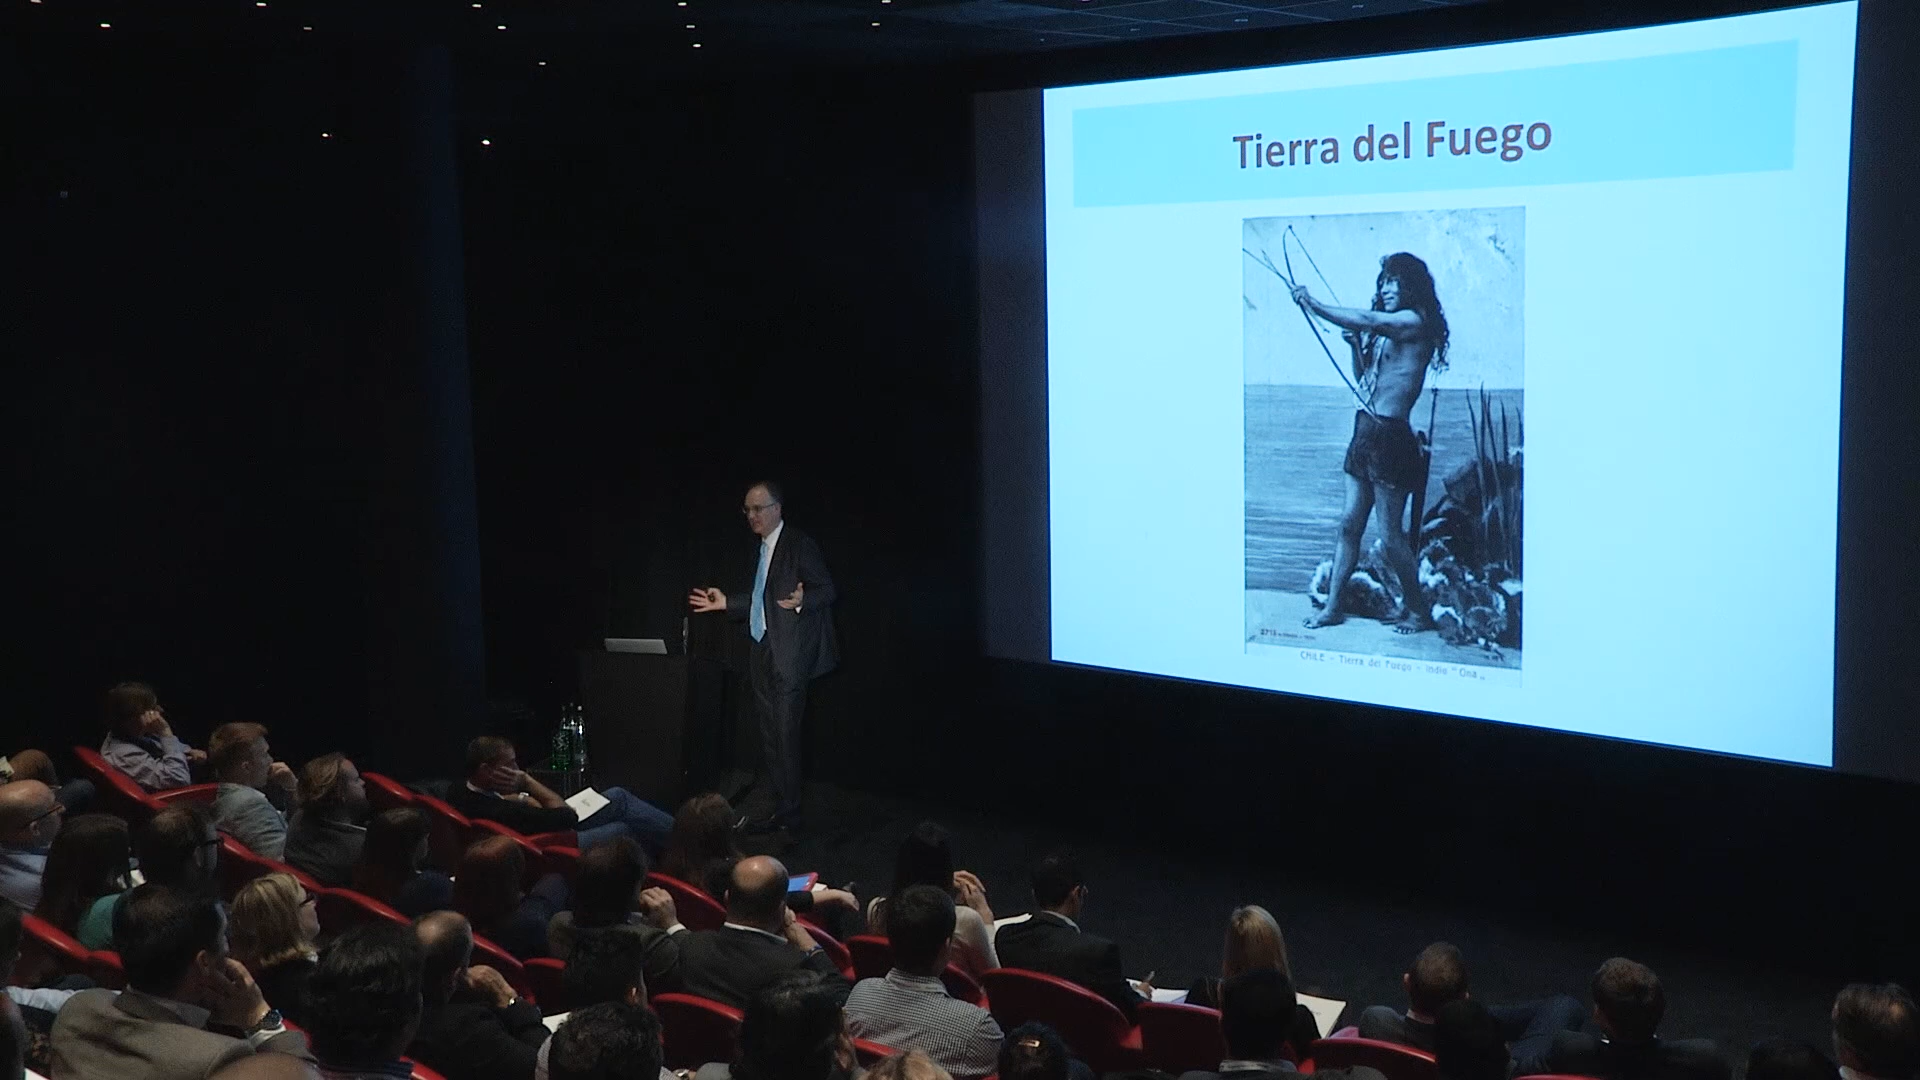 Tierra del Fuego
CHILE - Tierra del Fuego - Indio "Ona"